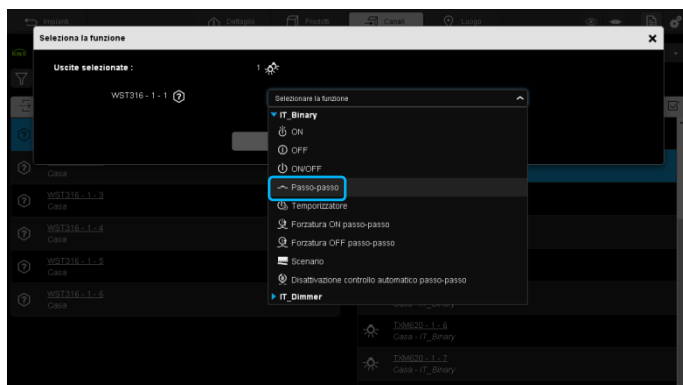 Impianti
Dettaglio
Prodotti
Canali
Luogo
Seleziona la funzione
KNX
Uscite selezionate :
1
WST316 - 1 - 1
Selezionare la funzione
IT_Binary
ON
OFF
ON/OFF
Passo-passo
Temporizzatore
Forzatura ON passo-passo
Forzatura OFF passo-passo
Scenario
Disattivazione controllo automatico passo-passo
IT_Dimmer
Casa
WST316 - 1 - 3
Casa
WST316 - 1 - 4
Casa
WST316 - 1 - 5
Casa
WST316 - 1 - 6
Casa
Casa - IT_Binary
TXM620 - 1 - 6
Casa - IT_Binary
TXM620 - 1 - 7
Casa - IT_Binary